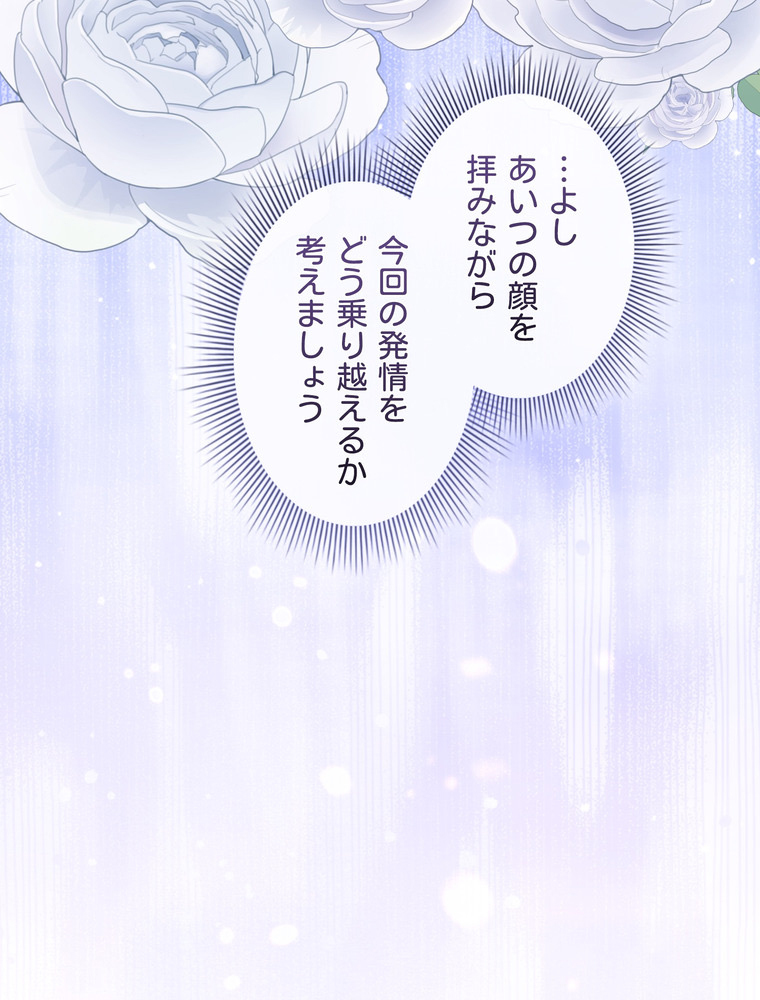 …よし
あいつの顔を
拝みながら
今回の発情を
どう乗り越えるか
考えましょう